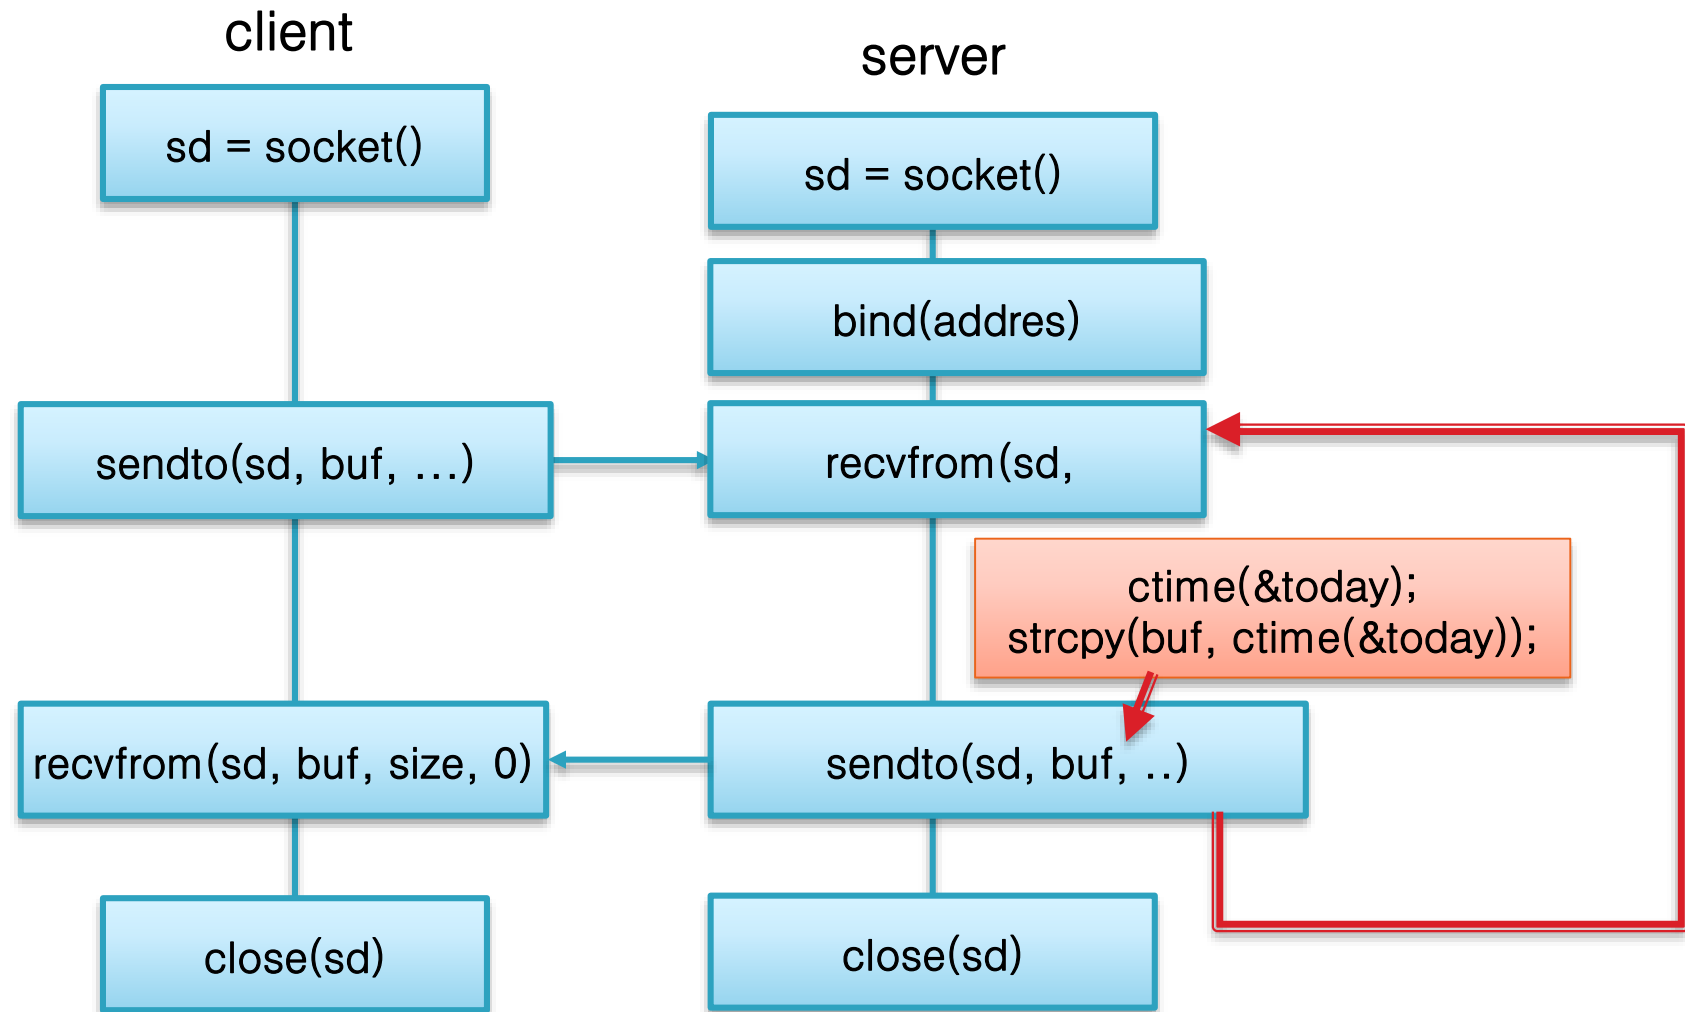 client
sd = socket()
sendto(sd, buf, ...)
recvfrom(sd, buf, size, 0)
close(sd)
server
sd = socket()
bind(addres)
recvfrom(sd,
ctime(&today);
strcpy(buf, ctime(&today));
sendto(sd, buf, ..)
close(sd)